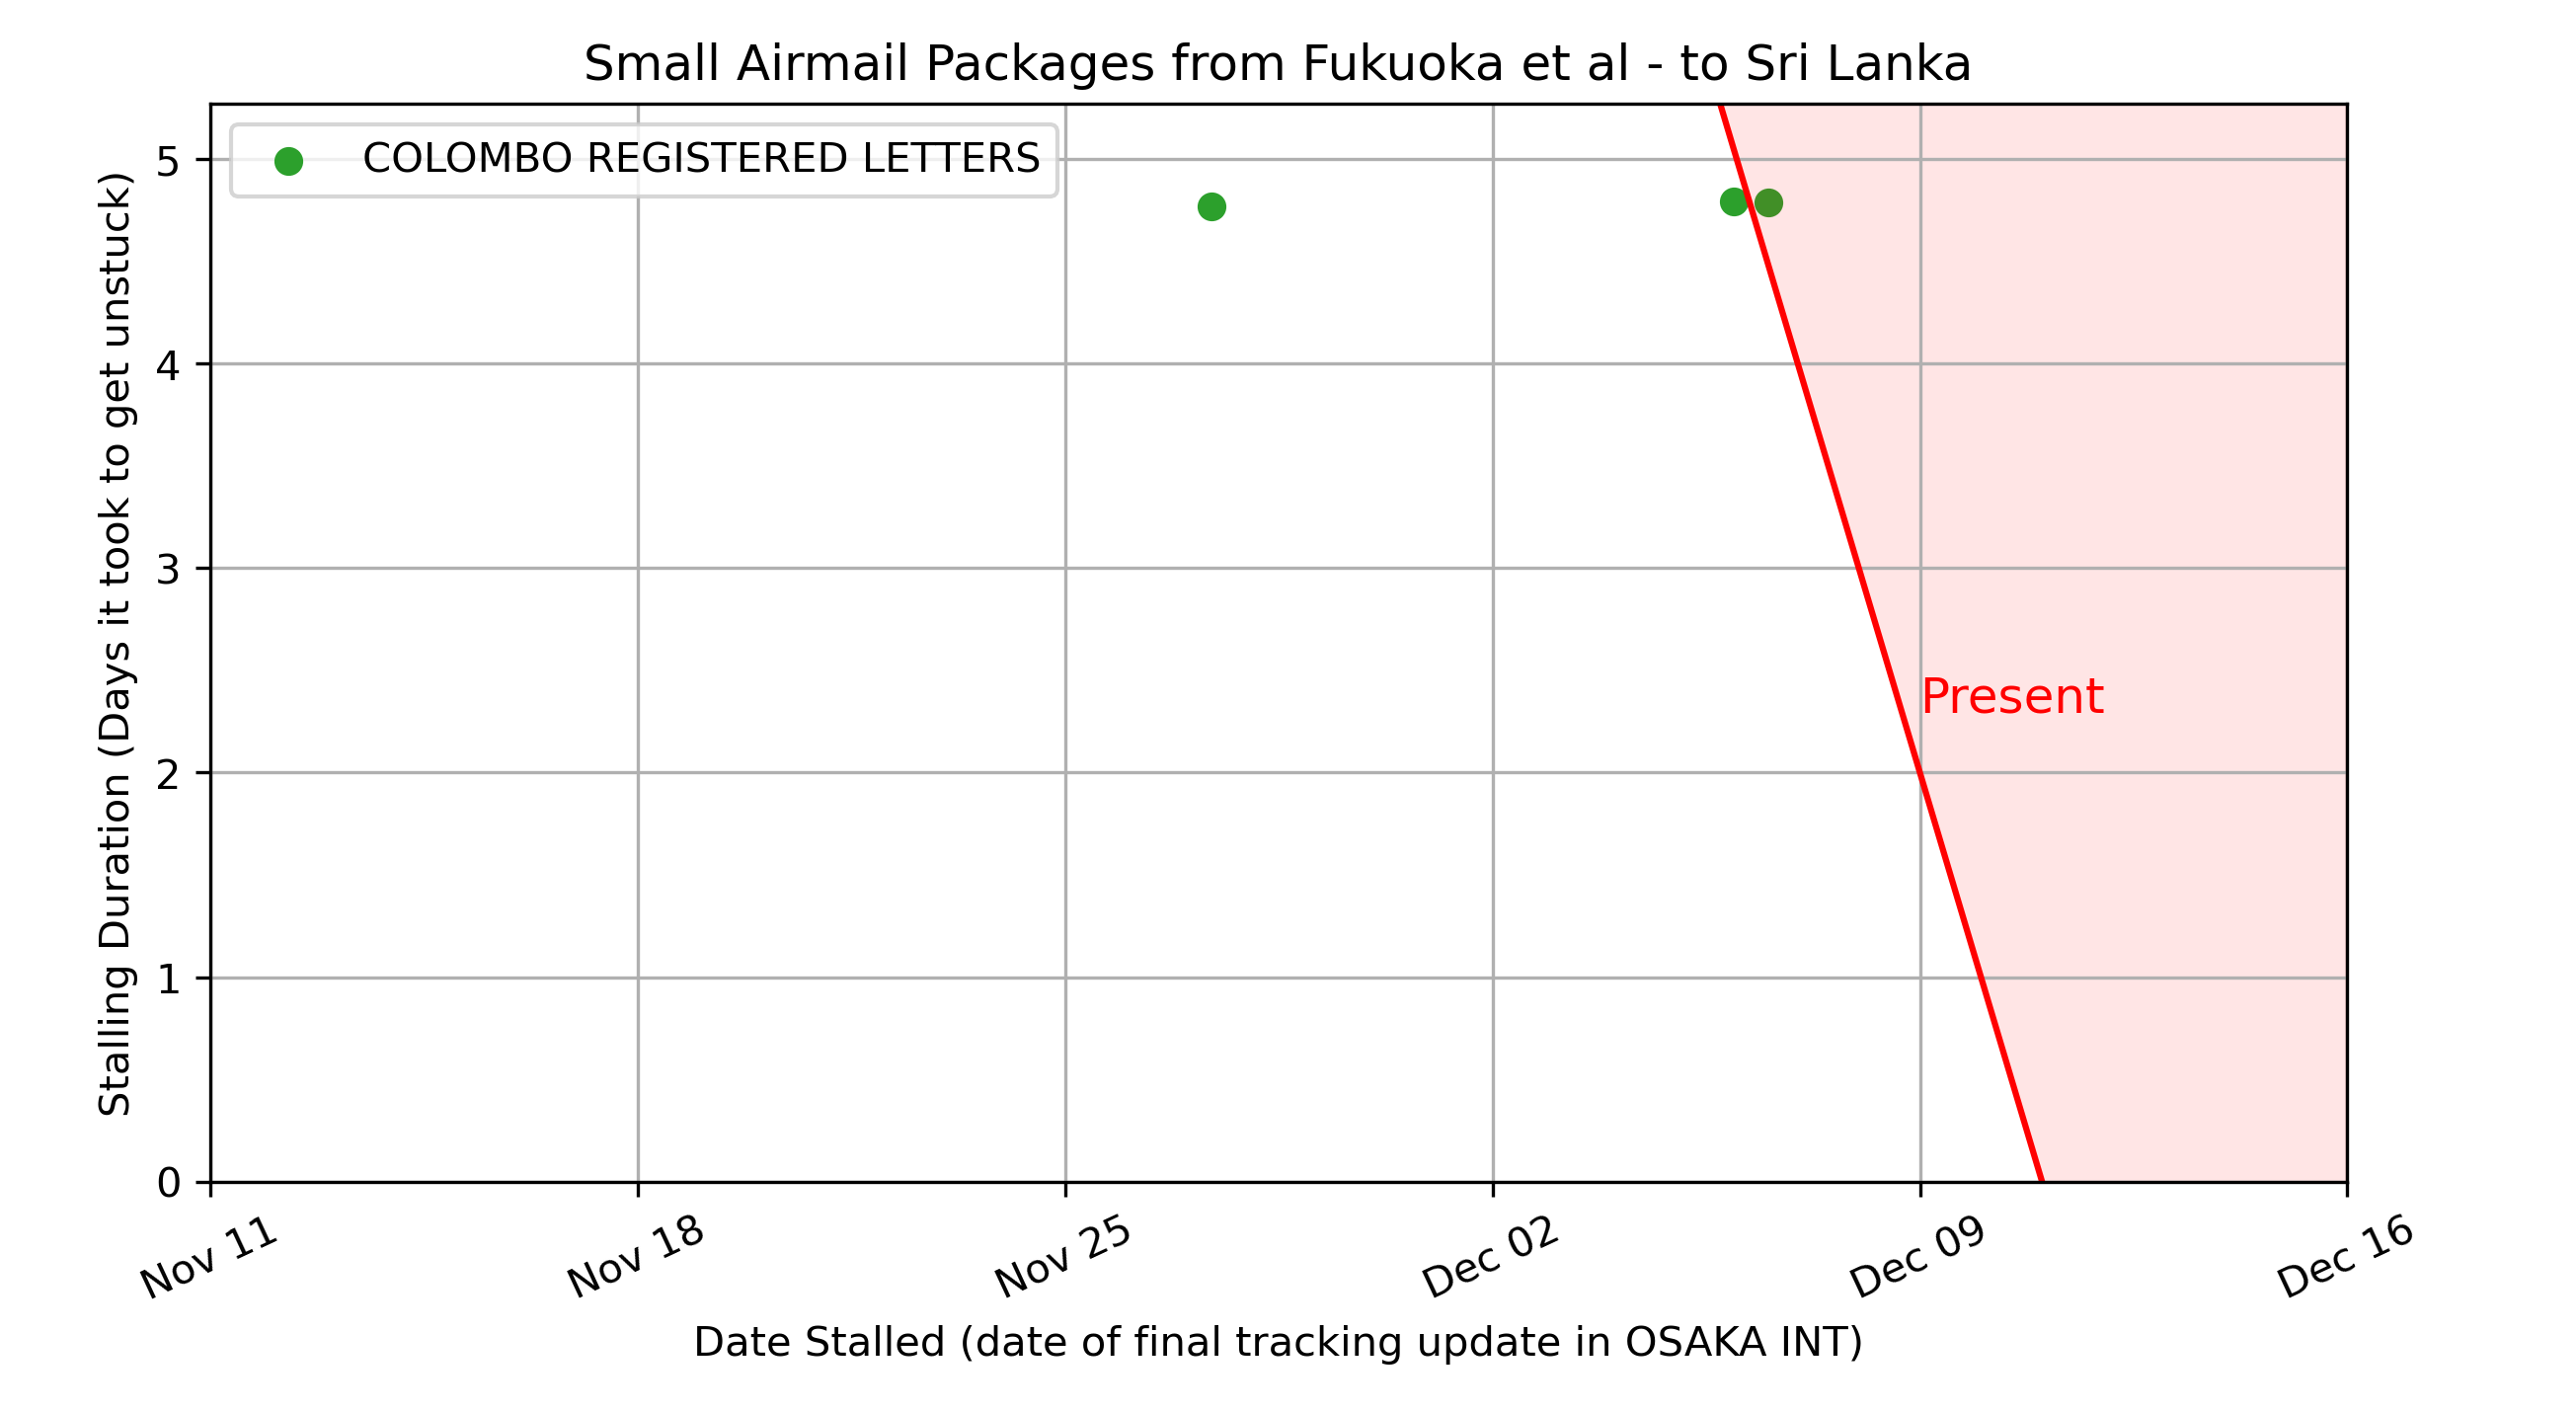 Small Airmail Packages from Fukuoka et al - to Sri Lanka
COLOMBO REGISTERED LETTERS
Stalling Duration (Days it took to get unstuck)
5
4
3
2
1
0
Present
Nov 11
Nov 18
Nov 25
Dec 02
Dec 09
Dec 16
Date Stalled (date of final tracking update in OSAKA INT)